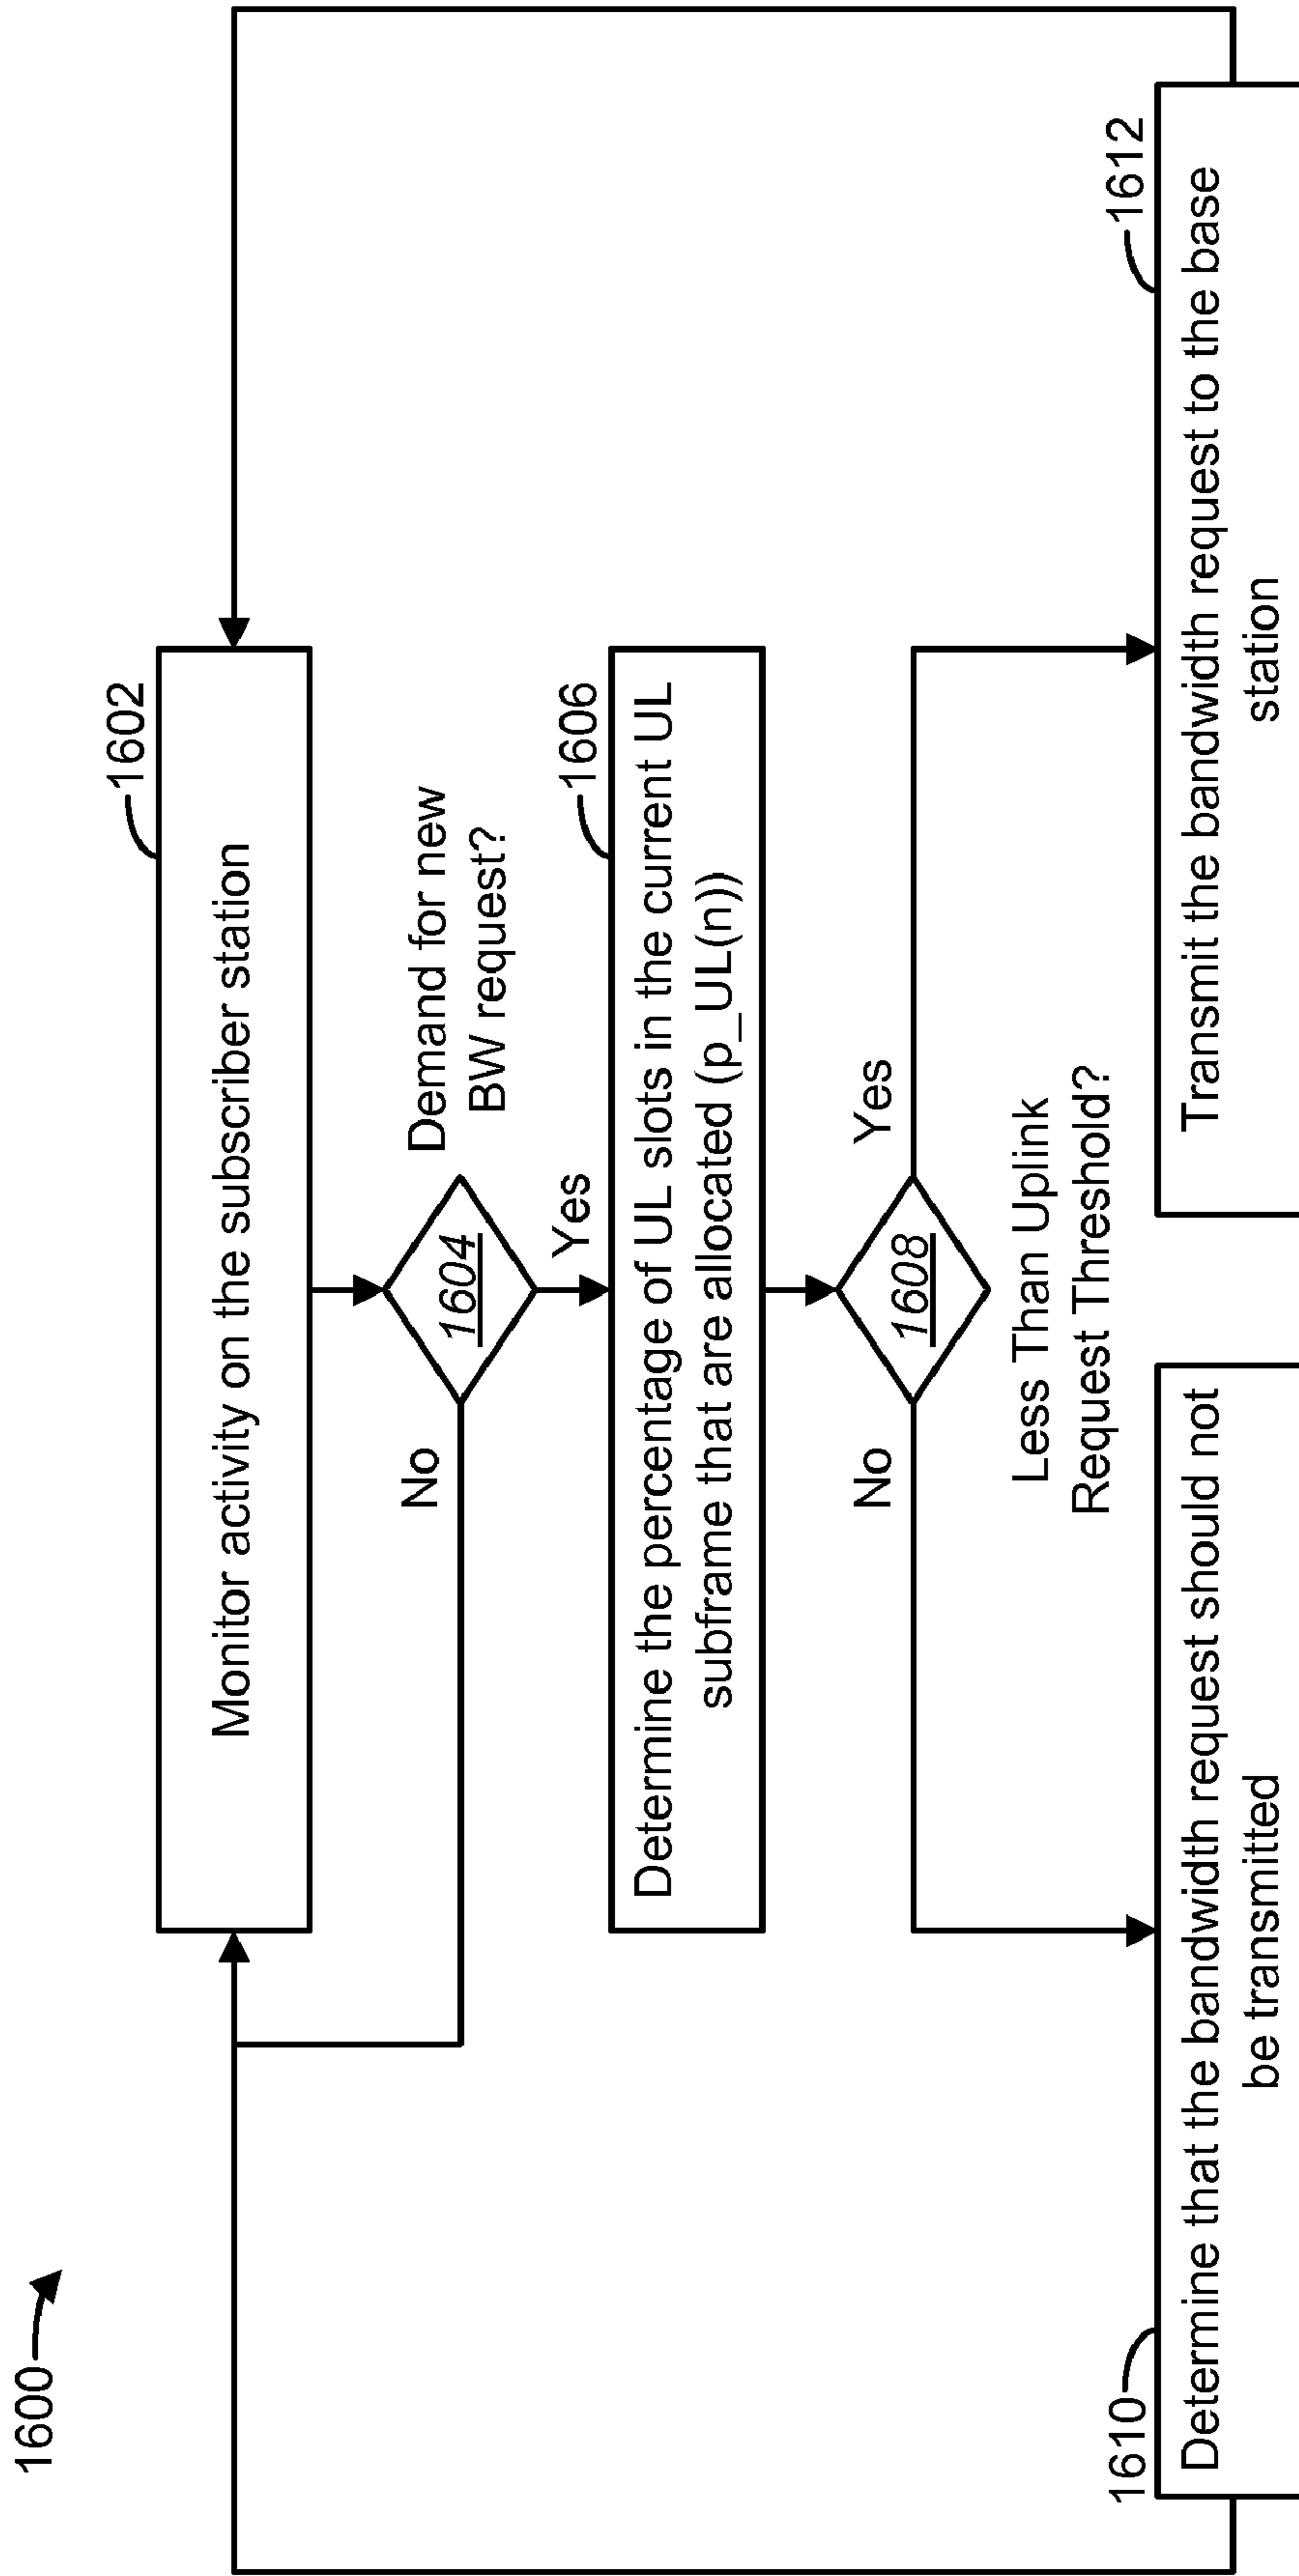 1600
1602
Monitor activity on the subscriber station
Demand for new
BW request?
1604
No
Yes
1606
Determine the percentage of UL slots in the current UL
subframe that are allocated (p_UL(n))
1608
No
Yes
Less Than Uplink
Request Threshold?
1610
Determine that the bandwidth request should not
be transmitted
1612
Transmit the bandwidth request to the base
station